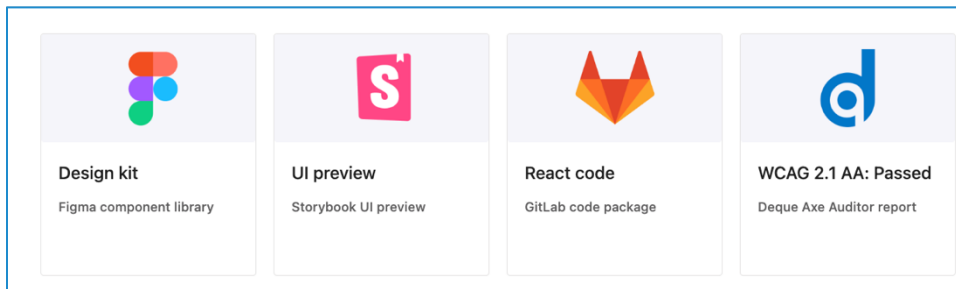 S
Design kit
Figma component library
UI preview
Storybook UI preview
React code
GitLab code package
WCAG 2.1 AA: Passed
Deque Axe Auditor report